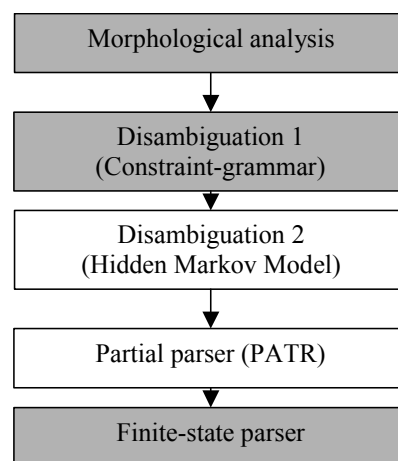 Morphological analysis
Disambiguation 1
(Constraint-grammar)
Disambiguation 2
(Hidden Markov Model)
Partial parser (PATR)
Finite-state parser